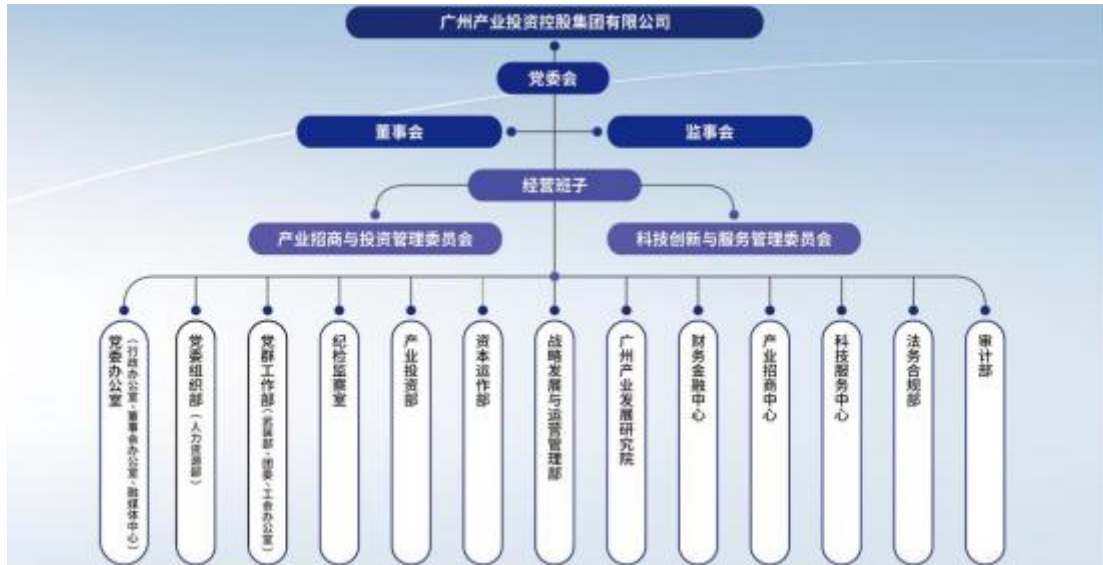 广州产业投资控股集团有限公司
党委会
董事会
监事会
经营班子
产业招商与投资管理委员会
科技创新与服务管理委员会
党委办公室
（行政办公室、董事会办公室、融媒体中心）
党委组织部（人力资源部）
党群工作部（武装部、团委、工会办公室）
纪检监察室
产业投资部
资本运作部
战略发展与运营管理部
广州产业发展研究院
财务金融中心
产业招商中心
科技服务中心
法务合规部
审计部